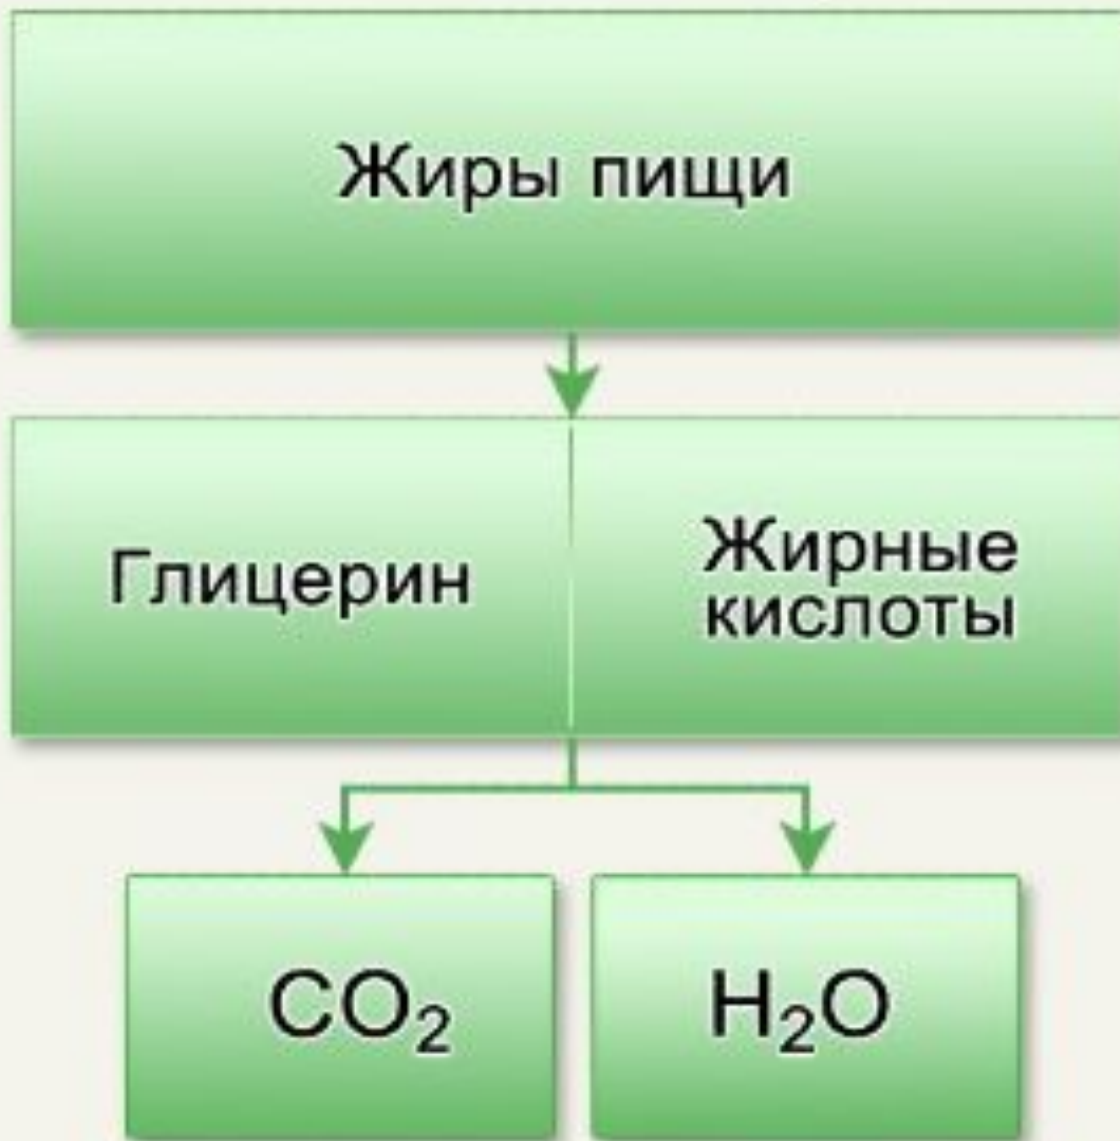 Жиры пищи
Глицерин
Жирные
кислоты
CO₂
H₂O